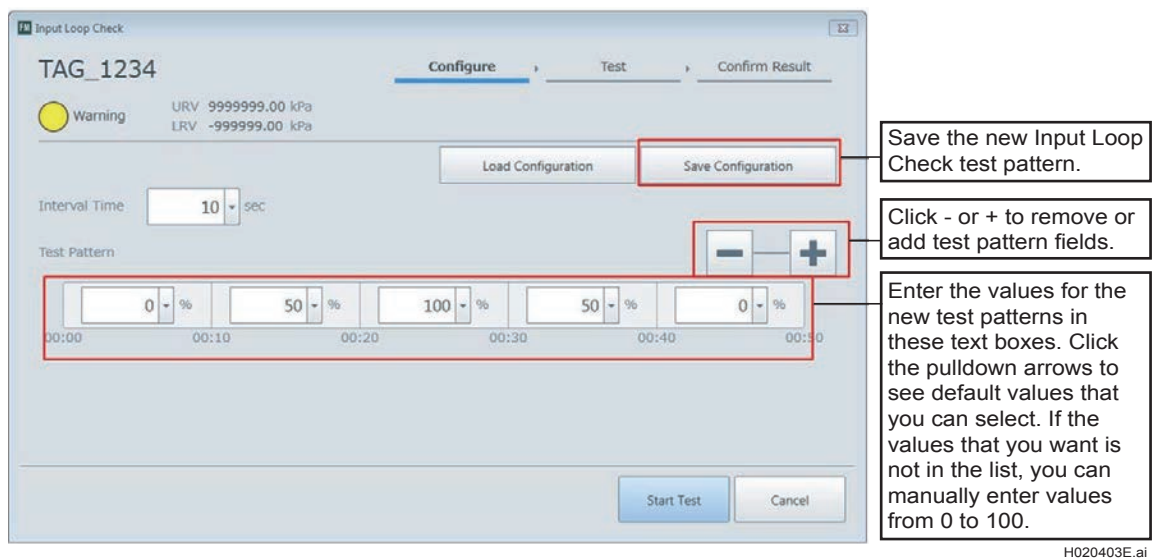 FM Input Loop Check
TAG_1234
Configure
Test
Confirm Result
Warning
URV 9999999.00 kPa
LRV -999999.00 kPa
Load Configuration
Save Configuration
Interval Time 10 sec
Test Pattern
0 % 50 % 100 % 50 % 0 %
00:00 00:10 00:20 00:30 00:40 00:50
Start Test
Cancel
Save the new Input Loop
Check test pattern.
Click - or + to remove or
add test pattern fields.
Enter the values for the
new test patterns in
these text boxes. Click
the pulldown arrows to
see default values that
you can select. If the
values that you want is
not in the list, you can
manually enter values
from 0 to 100.
H020403E.ai